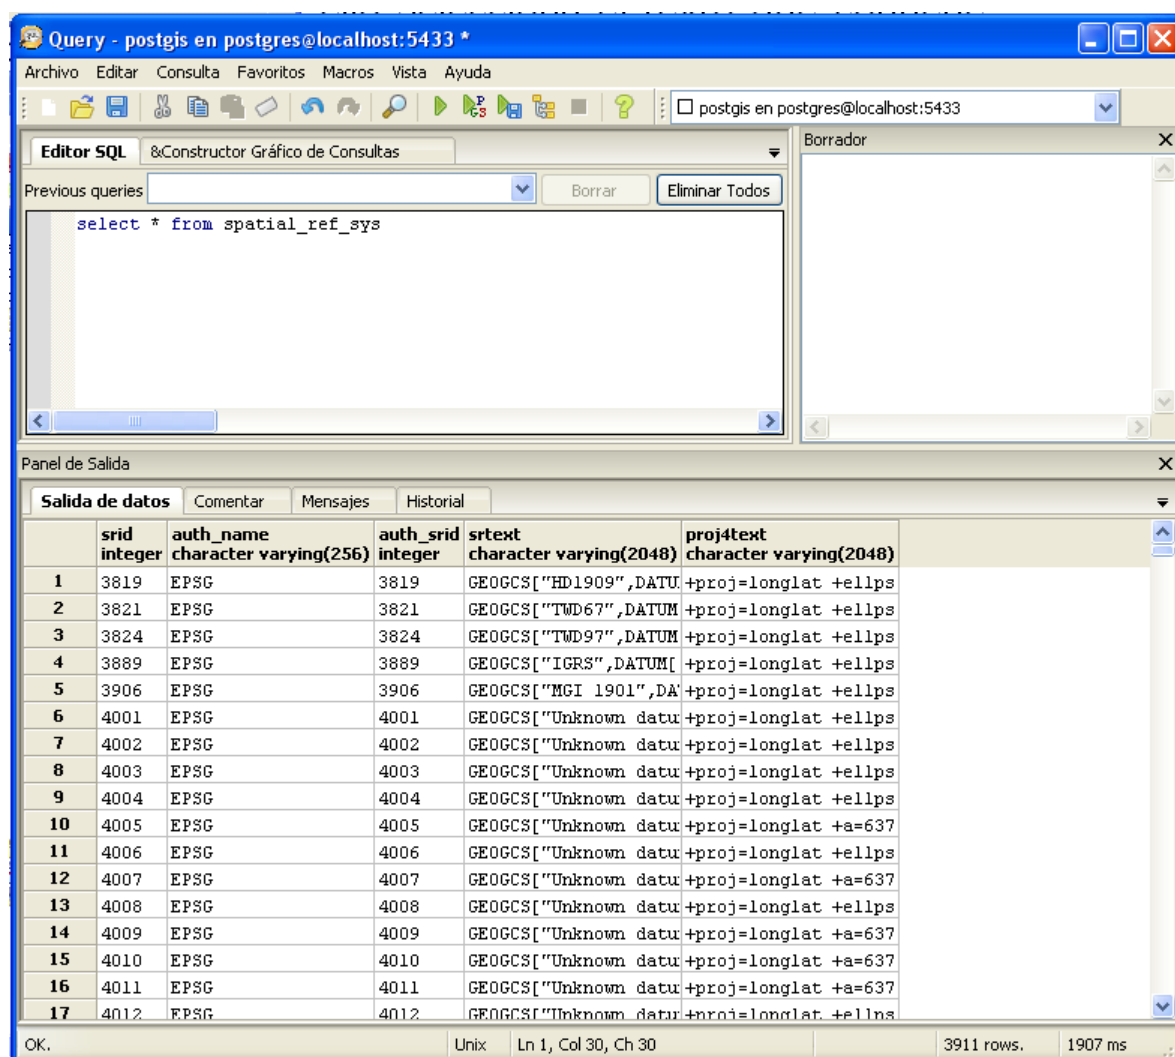 Query - postgis en postgres@localhost:5433 *
Archivo Editar Consulta Favoritos Macros Vista Ayuda
postgis en postgres@localhost:5433
Editor SQL &Constructor Gráfico de Consultas
Previous queries Borrar Eliminar Todos
select * from spatial_ref_sys
Borrador
Panel de Salida
Salida de datos Comentar Mensajes Historial
srid auth_name auth_srid srtext proj4text
integer character varying(256) integer character varying(2048) character varying(2048)
1 3819 EPSG 3819 GEOGCS["HD1909",DATU +proj=longlat +ellps
2 3821 EPSG 3821 GEOGCS["TWD67",DATUM +proj=longlat +ellps
3 3824 EPSG 3824 GEOGCS["TWD97",DATUM +proj=longlat +ellps
4 3889 EPSG 3889 GEOGCS["IGRS",DATUM[ +proj=longlat +ellps
5 3906 EPSG 3906 GEOGCS["MGI 1901",DA +proj=longlat +ellps
6 4001 EPSG 4001 GEOGCS["Unknown datu +proj=longlat +ellps
7 4002 EPSG 4002 GEOGCS["Unknown datu +proj=longlat +ellps
8 4003 EPSG 4003 GEOGCS["Unknown datu +proj=longlat +ellps
9 4004 EPSG 4004 GEOGCS["Unknown datu +proj=longlat +ellps
10 4005 EPSG 4005 GEOGCS["Unknown datu +proj=longlat +a=637
11 4006 EPSG 4006 GEOGCS["Unknown datu +proj=longlat +ellps
12 4007 EPSG 4007 GEOGCS["Unknown datu +proj=longlat +a=637
13 4008 EPSG 4008 GEOGCS["Unknown datu +proj=longlat +ellps
14 4009 EPSG 4009 GEOGCS["Unknown datu +proj=longlat +a=637
15 4010 EPSG 4010 GEOGCS["Unknown datu +proj=longlat +a=637
16 4011 EPSG 4011 GEOGCS["Unknown datu +proj=longlat +a=637
17 4012 EPSG 4012 GEOGCS["Unknown datu +proj=longlat +ellps
OK. Unix Ln 1, Col 30, Ch 30 3911 rows. 1907 ms